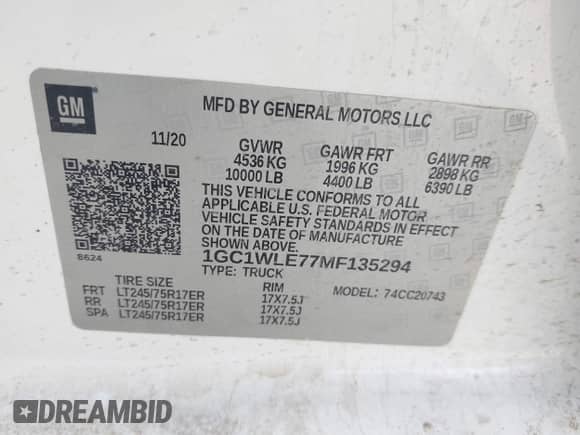 GM
MFD BY GENERAL MOTORS LLC
11/20
GVWR
4536 KG
10000 LB
GAWR FRT
1996 KG
4400 LB
GAWR RR
2898 KG
6390 LB
THIS VEHICLE CONFORMS TO ALL
APPLICABLE U.S. FEDERAL MOTOR
VEHICLE SAFETY STANDARDS IN EFFECT
ON THE DATE OF MANUFACTURE
SHOWN ABOVE.
8624
1GC1WLE77MF135294
TYPE: TRUCK
MODEL: 74CC20743
TIRE SIZE RIM
FRT LT245/75R17ER 17X7.5J
RR LT245/75R17ER 17X7.5J
SPA LT245/75R17ER 17X7.5J
DREAMBID